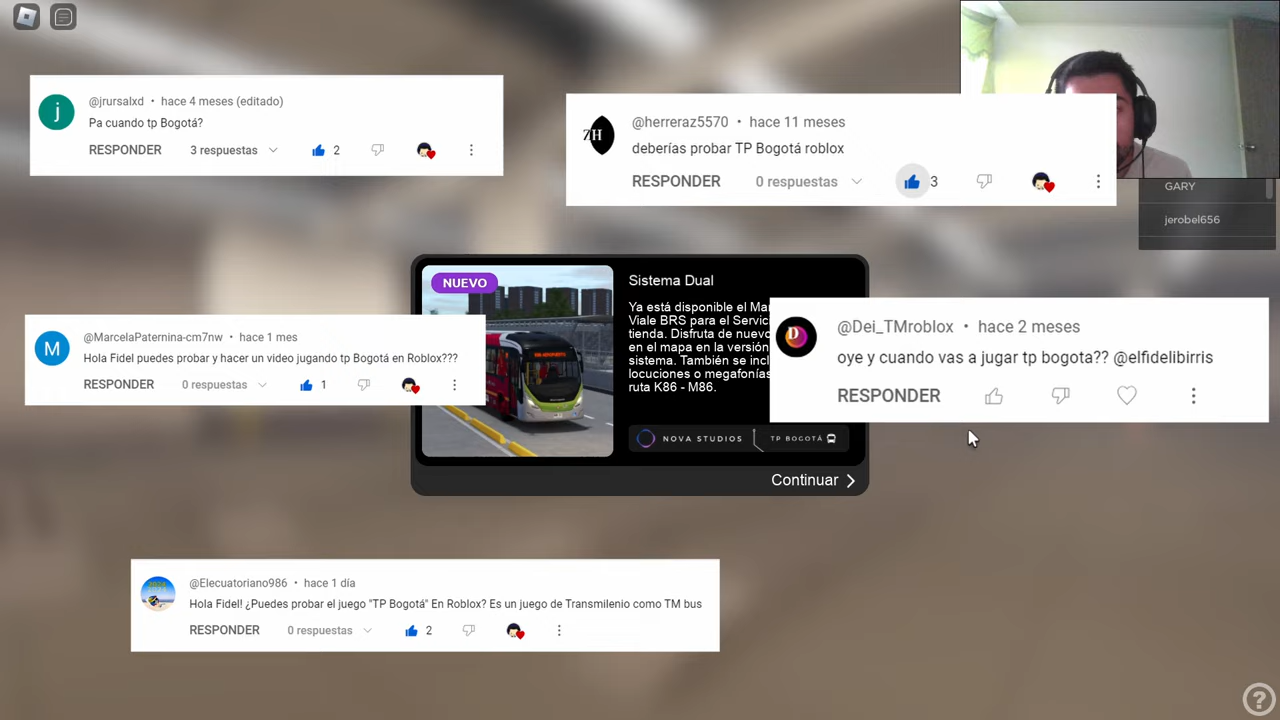 @jrursalxd • hace 4 meses (editado)
Pa cuando tp Bogotá?
RESPONDER 3 respuestas 2
ZH
@herreraz5570 • hace 11 meses
deberías probar TP Bogotá roblox
RESPONDER 0 respuestas 3
GARY
jerobel656
NUEVO
Sistema Dual
Ya está disponible el
Viale BRS para el
tienda. Disfruta de nuevo
en el mapa en la versión
sistema. También se
locuciones o megafonías
ruta K86 - M86.
NOVA STUDIOS TP BOGOTÁ
Continuar
M
@MarcelaPaternina-cm7nw • hace 1 mes
Hola Fidel puedes probar y hacer un video jugando tp Bogotá en Roblox???
RESPONDER 0 respuestas 1
D
@Dei_TMroblox • hace 2 meses
oye y cuando vas a jugar tp bogota?? @elfidelibirris
RESPONDER
@Elecuatoriano986 • hace 1 día
Hola Fidel! ¿Puedes probar el juego "TP Bogotá" En Roblox? Es un juego de Transmilenio como TM bus
RESPONDER 0 respuestas 2
j
?